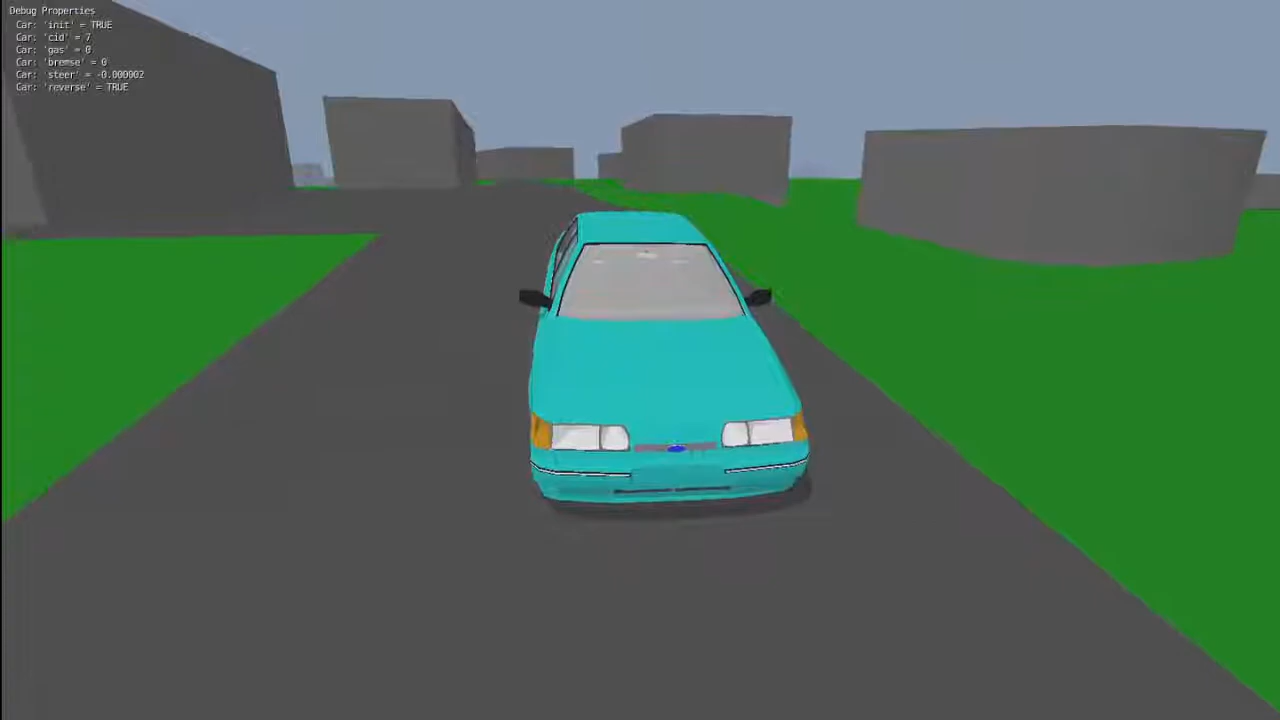 Debug Properties
Car: 'init' = TRUE
Car: 'cid' = 7
Car: 'gas' = 0
Car: 'bremse' = 0
Car: 'steer' = -0.000002
Car: 'reverse' = TRUE